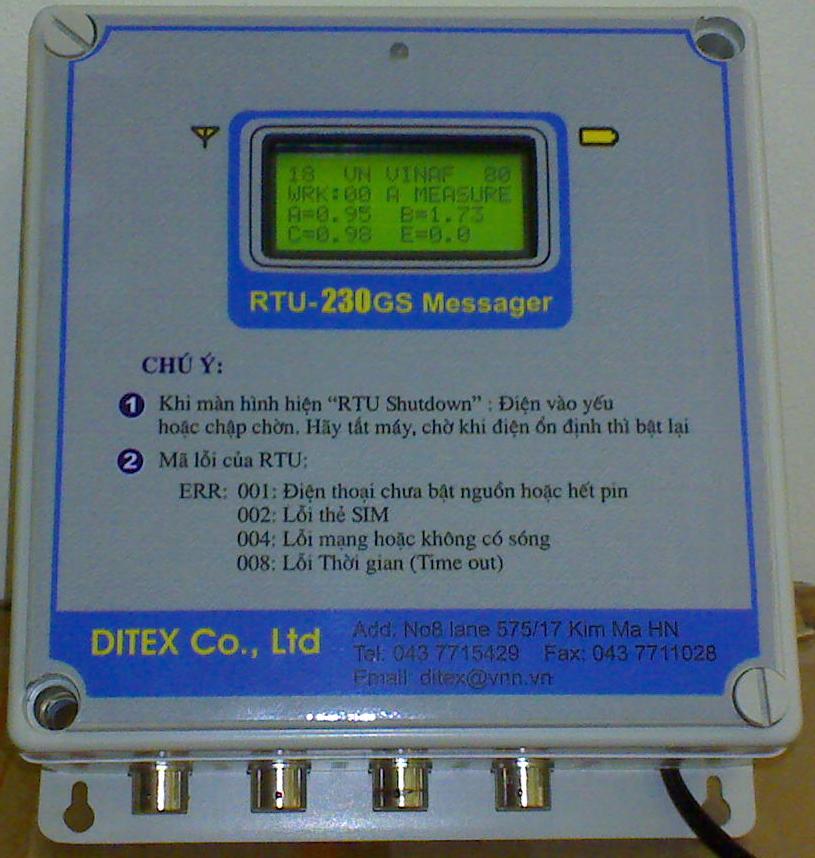 18 VN VINAF 80
WRK:00 A MEASURE
A=0.95 B=1.73
C=0.98 E=0.0
RTU-230GS Messager
CHÚ Ý:
1 Khi màn hình hiện “RTU Shutdown” : Điện vào yếu
hoặc chập chờn. Hãy tắt máy, chờ khi điện ổn định thì bật lại
2 Mã lỗi của RTU:
ERR: 001: Điện thoại chưa bật nguồn hoặc hết pin
002: Lỗi thẻ SIM
004: Lỗi mạng hoặc không có sóng
008: Lỗi Thời gian (Time out)
DITEX Co., Ltd
Add: No8 lane 575/17 Kim Ma HN
Tel: 043 7715429 Fax: 043 7711028
Email: ditex@vnn.vn